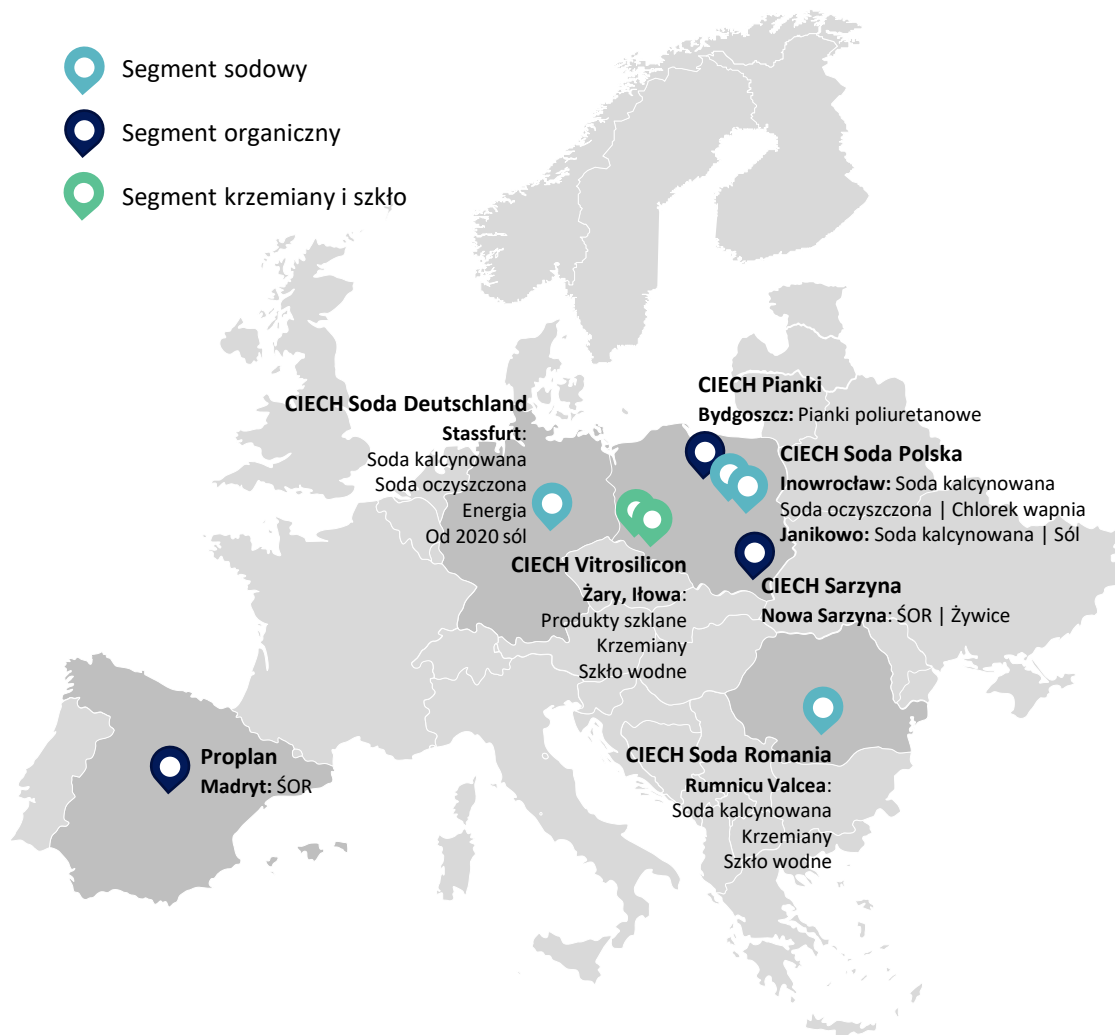 Segment sodowy
Segment organiczny
Segment krzemiany i szkło
CIECH Pianki
Bydgoszcz: Pianki poliuretanowe
CIECH Soda Deutschland
Stassfurt:
Soda kalcynowana
Soda oczyszczona
Energia
Od 2020 sól
CIECH Soda Polska
Inowrocław: Soda kalcynowana
Soda oczyszczona | Chlorek wapnia
Janikowo: Soda kalcynowana | Sól
CIECH Vitrosilicon
Żary, Iłowa:
Produkty szklane
Krzemiany
Szkło wodne
CIECH Sarzyna
Nowa Sarzyna: ŚOR | Żywice
Proplan
Madryt: ŚOR
CIECH Soda Romania
Rumnicu Valcea:
Soda kalcynowana
Krzemiany
Szkło wodne